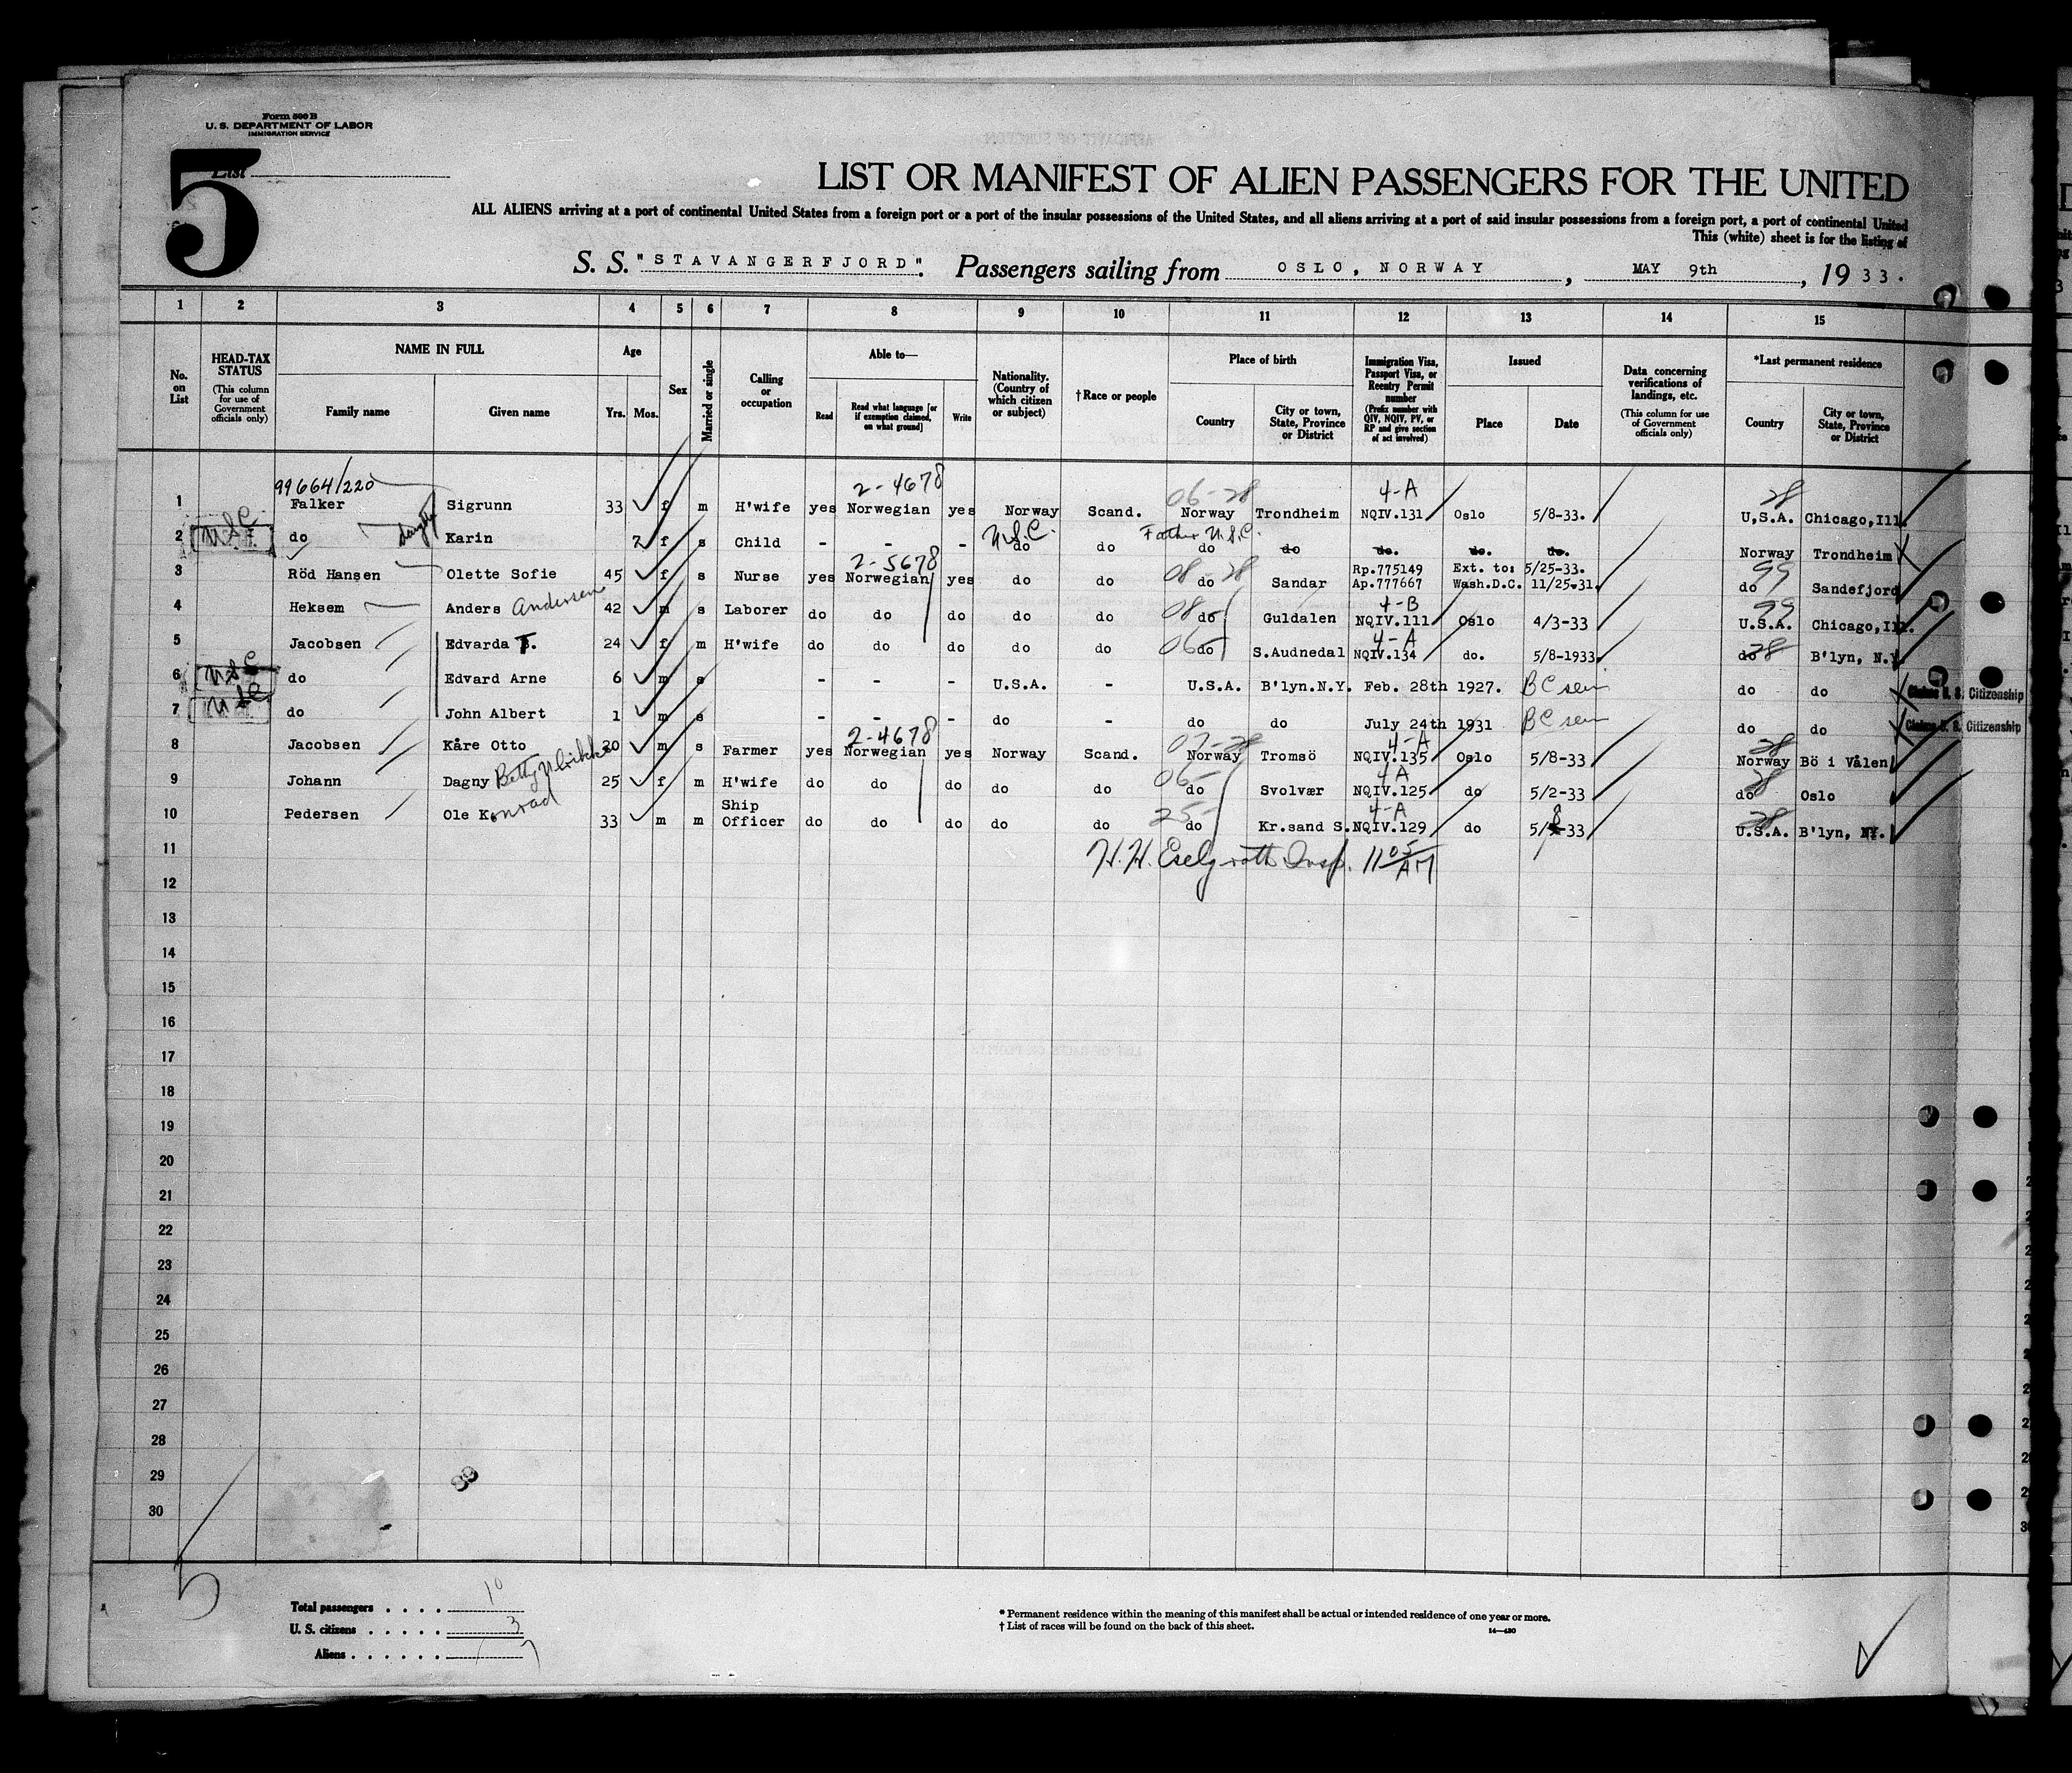 Form 500 B
U. S. DEPARTMENT OF LABOR
IMMIGRATION SERVICE
5
List
LIST OR MANIFEST OF ALIEN PASSENGERS FOR THE UNITED
ALL ALIENS arriving at a port of continental United States from a foreign port or a port of the insular possessions of the United States, and all aliens arriving at a port of said insular possessions from a foreign port, a port of continental United
This (white) sheet is for the listing of
S. S. "STAVANGERFJORD". Passengers sailing from OSLO, NORWAY, MAY 9th, 1933.
1 2 3 4 5 6 7 8 9 10 11 12 13 14 15
No. on List
HEAD-TAX STATUS (This column for use of Government officials only)
NAME IN FULL
Family name Given name
Age
Yrs. Mos.
Sex
Married or single
Calling or occupation
Able to—
Read Read what language [or if exemption claimed, on what ground] Write
Nationality. (Country of which citizen or subject)
† Race or people
Place of birth
Country City or town, State, Province or District
Immigration Visa, Passport Visa, or Reentry Permit number (Prefix number with QIV, NQIV, PV, or RP and give section of act involved)
Issued
Place Date
Data concerning verifications of landings, etc. (This column for use of Government officials only)
*Last permanent residence
Country City or town, State, Province or District
99664/220 2-4678 06-28 4-A 28
1 Falker Sigrunn 33 f m H'wife yes Norwegian yes Norway Scand. Norway Trondheim NQIV.131 Oslo 5/8-33. U.S.A. Chicago,Ill.
USC U.S.C. Father U.S.C.
2 do Karin 7 f s Child - - - do do do do do. do. do. Norway Trondheim
2-5678 08-28 99
3 Röd Hansen Olette Sofie 45 f s Nurse yes Norwegian yes do do do Sandar Rp.775149 Ap.777667 Ext. to: Wash.D.C. 5/25-33. 11/25-31. do Sandefjord
4-B 99
4 Heksem Anders Andersen 42 m s Laborer do do do do do 08 do Guldalen NQIV.111 Oslo 4/3-33 U.S.A. Chicago, Ill.
4-A
5 Jacobsen Edvarda T. 24 f m H'wife do do do do do 06 do S.Audnedal NQIV.134 do. 5/8-1933. do 28 B'lyn, N.Y.
USC
6 do Edvard Arne 6 m s - - - U.S.A. - U.S.A. B'lyn.N.Y. Feb. 28th 1927. BC seen do do Claims U. S. Citizenship
USC
7 do John Albert 1 m s - - - do - do do July 24th 1931 BC seen do do Claims U. S. Citizenship
2-4678 07-28 4-A 28
8 Jacobsen Kåre Otto 20 m s Farmer yes Norwegian yes Norway Scand. Norway Tromsö NQIV.135 Oslo 5/8-33 Norway Bö i Vålen
06- 4A 28
9 Johann Dagny Betty 25 f m H'wife do do do do do do Svolvær NQIV.125 do 5/2-33 do Oslo
25- 4-A 28
10 Pedersen Ole Konrad 33 m m Ship Officer do do do do do do Kr.sand S. NQIV.129 do 5/8-33 U.S.A. B'lyn, NY.
11 H. H. Insp. 11 05 AM
12
13
14
15
16
17
18
19
20
21
22
23
24
25
26
27
28
29
30
99
5
Total passengers . . . . 10
U. S. citizens . . . . . 3
Aliens . . . . . . 7
* Permanent residence within the meaning of this manifest shall be actual or intended residence of one year or more.
† List of races will be found on the back of this sheet.
14—430